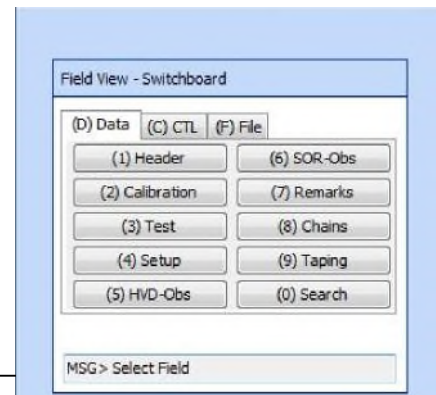 Field View - Switchboard
(D) Data (C) CTL (F) File
(1) Header (6) SOR-Obs
(2) Calibration (7) Remarks
(3) Test (8) Chains
(4) Setup (9) Taping
(5) HVD-Obs (0) Search
MSG> Select Field